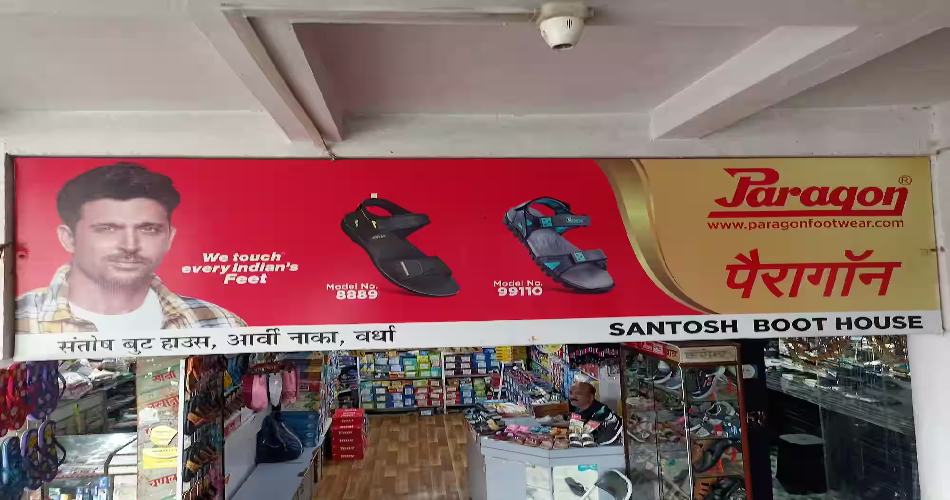 Paragon®
www.paragonfootwear.com
We touch
every indian's
Feet
Model No.
8889
Model No.
99110
पैरागॉन
SANTOSH BOOT HOUSE
संतोष बुट हाउस, आर्वी नाका, वर्धा